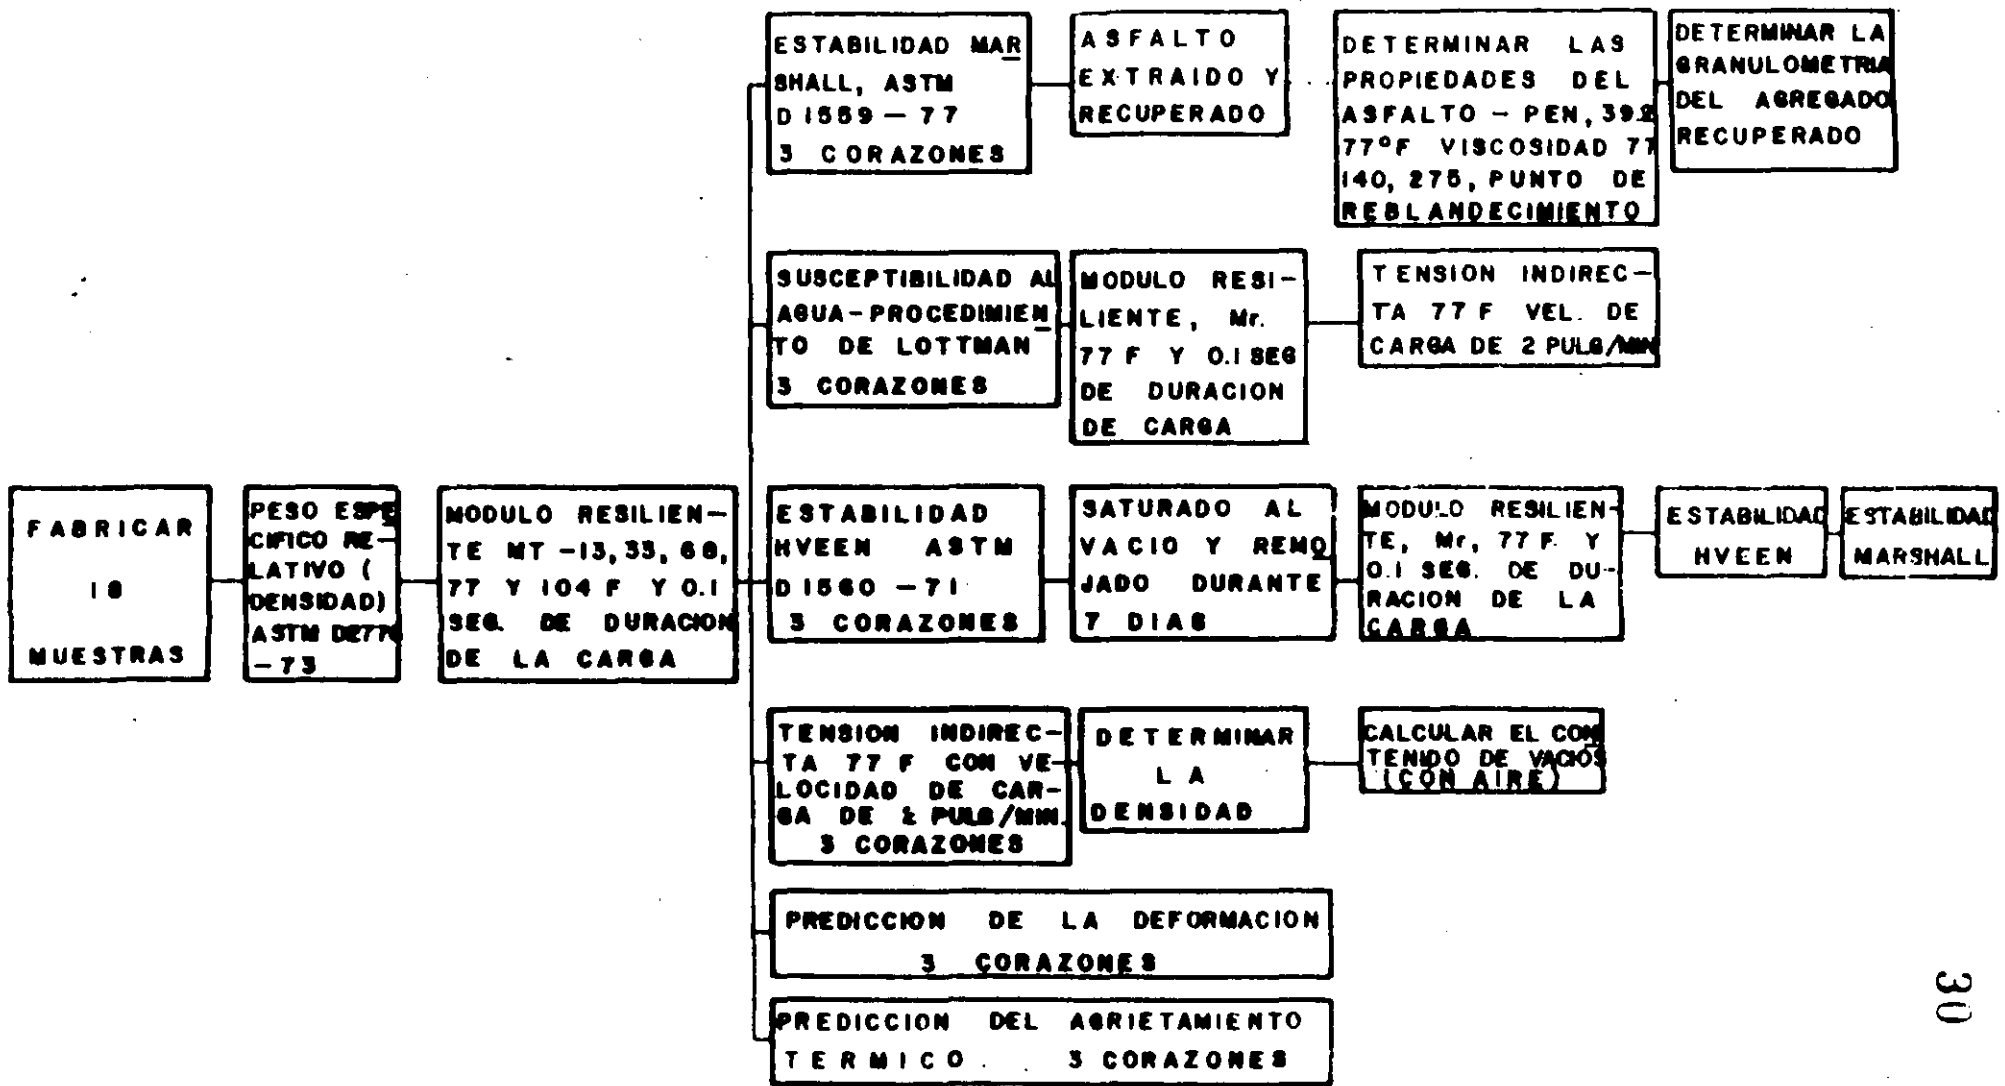 ESTABILIDAD MAR
SHALL, ASTM
D 1559 — 77
3 CORAZONES
ASFALTO
EXTRAIDO Y
RECUPERADO
DETERMINAR LAS
PROPIEDADES DEL
ASFALTO — PEN, 39.2
77°F VISCOSIDAD 77
140, 275, PUNTO DE
REBLANDECIMIENTO
DETERMINAR LA
GRANULOMETRIA
DEL AGREGADO
RECUPERADO
SUSCEPTIBILIDAD AL
AGUA-PROCEDIMIEN
TO DE LOTTMAN
3 CORAZONES
MODULO RESI-
LIENTE, Mr.
77 F Y 0.1 SEG
DE DURACION
DE CARGA
TENSION INDIREC-
TA 77 F VEL. DE
CARGA DE 2 PULG/MIN
FABRICAR
18
MUESTRAS
PESO ESPE
CIFICO RE-
LATIVO (
DENSIDAD)
ASTM
-73
MODULO RESILIEN-
TE MT -13, 33, 68,
77 Y 104 F Y 0.1
SEG. DE DURACION
DE LA CARGA
ESTABILIDAD
HVEEN ASTM
D 1560 -71
3 CORAZONES
SATURADO AL
VACIO Y REMO
JADO DURANTE
7 DIAS
MODULO RESILIEN-
TE, Mr, 77 F. Y
0.1 SEG. DE DU-
RACION DE LA
CARGA
ESTABILIDAD
HVEEN
ESTABILIDAD
MARSHALL
TENSION INDIREC-
TA 77 F CON VE-
LOCIDAD DE CAR-
GA DE 2 PULG/MIN.
3 CORAZONES
DETERMINAR
LA
DENSIDAD
CALCULAR EL CON
TENIDO DE VACIOS
(CON AIRE)
PREDICCION DE LA DEFORMACION
3 CORAZONES
PREDICCION DEL AGRIETAMIENTO
TERMICO. 3 CORAZONES
30